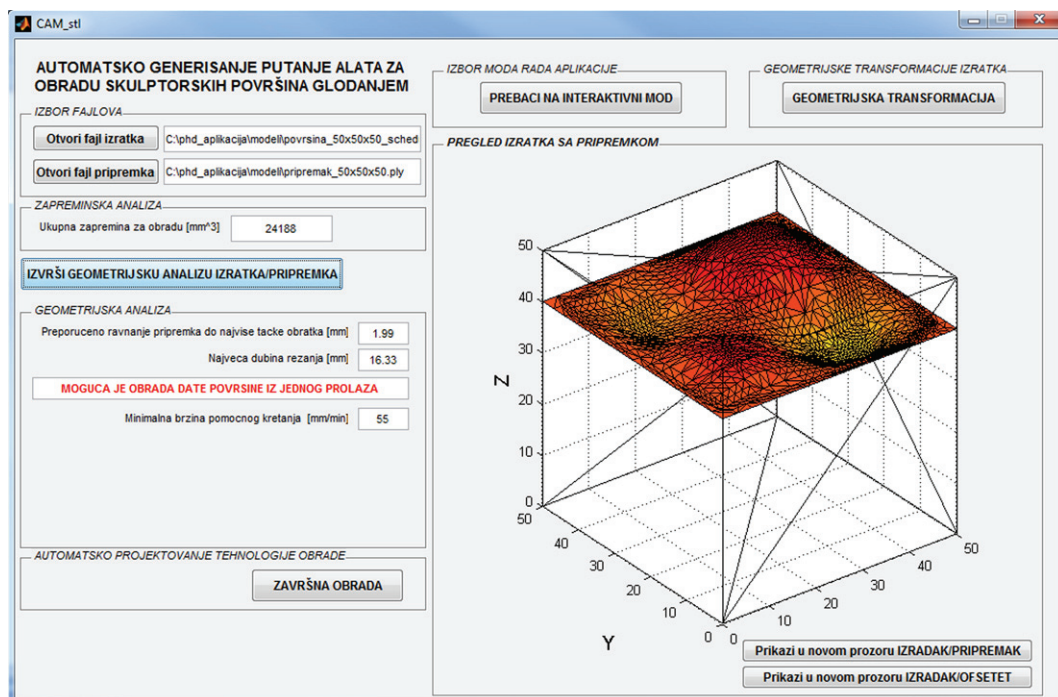 CAM_stl
AUTOMATSKO GENERISANJE PUTANJE ALATA ZA
OBRADU SKULPTORSKIH POVRŠINA GLODANJEM
IZBOR FAJLOVA
Otvori fajl izratka
C:\phd_aplikacija\modeli\povrsina_50x50x50_sched
Otvori fajl pripremka
C:\phd_aplikacija\modeli\pripremak_50x50x50.ply
ZAPREMINSKA ANALIZA
Ukupna zapremina za obradu [mm^3]
24188
IZVRŠI GEOMETRIJSKU ANALIZU IZRATKA/PRIPREMKA
GEOMETRIJSKA ANALIZA
Preporuceno ravnanje pripremka do najvise tacke obratka [mm]
1.99
Najveca dubina rezanja [mm]
16.33
MOGUCA JE OBRADA DATE POVRSINE IZ JEDNOG PROLAZA
Minimalna brzina pomocnog kretanja [mm/min]
55
AUTOMATSKO PROJEKTOVANJE TEHNOLOGIJE OBRADE
ZAVRŠNA OBRADA
IZBOR MODA RADA APLIKACIJE
PREBACI NA INTERAKTIVNI MOD
GEOMETRIJSKE TRANSFORMACIJE IZRATKA
GEOMETRIJSKA TRANSFORMACIJA
PREGLED IZRATKA SA PRIPREMKOM
50
40
30
20
10
0
Z
50
40
30
20
10
0
Y
0
10
20
30
40
50
Prikazi u novom prozoru IZRADAK/PRIPREMAK
Prikazi u novom prozoru IZRADAK/OFSETET